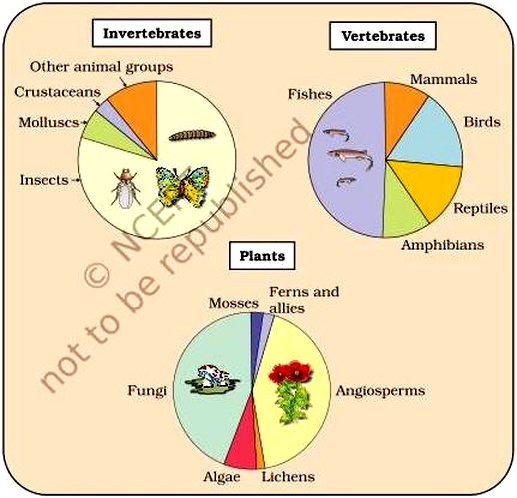 Invertebrates
Other animal groups
Crustaceans
Molluscs
Insects
Vertebrates
Fishes
Mammals
Birds
Reptiles
Amphibians
Plants
Mosses
Ferns and
allies
Fungi
Angiosperms
Algae
Lichens
© NCERT
not to be republished